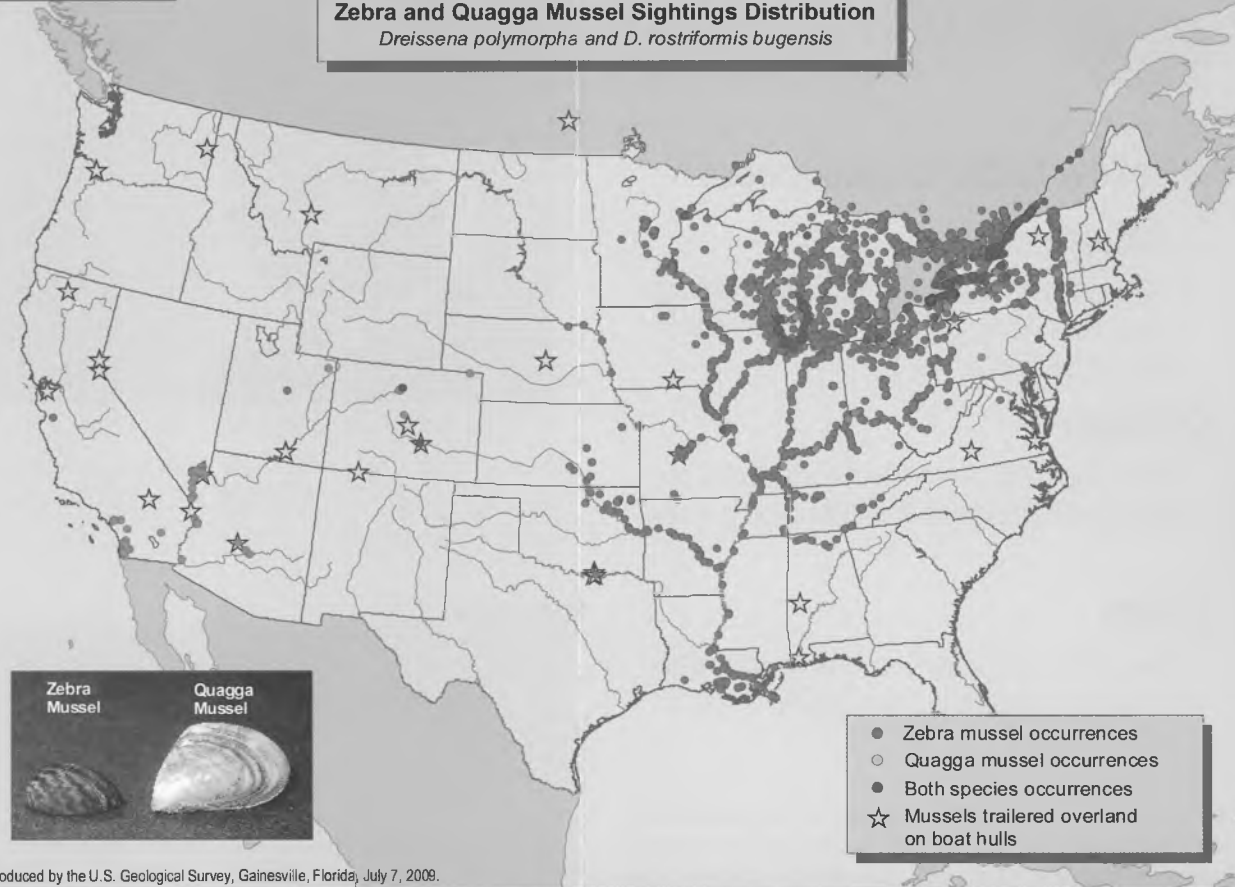 Zebra and Quagga Mussel Sightings Distribution
Dreissena polymorpha and D. rostriformis bugensis
Zebra
Mussel
Quagga
Mussel
Zebra mussel occurrences
Quagga mussel occurrences
Both species occurrences
Mussels trailered overland
on boat hulls
oduced by the U.S. Geological Survey, Gainesville, Florida, July 7, 2009.